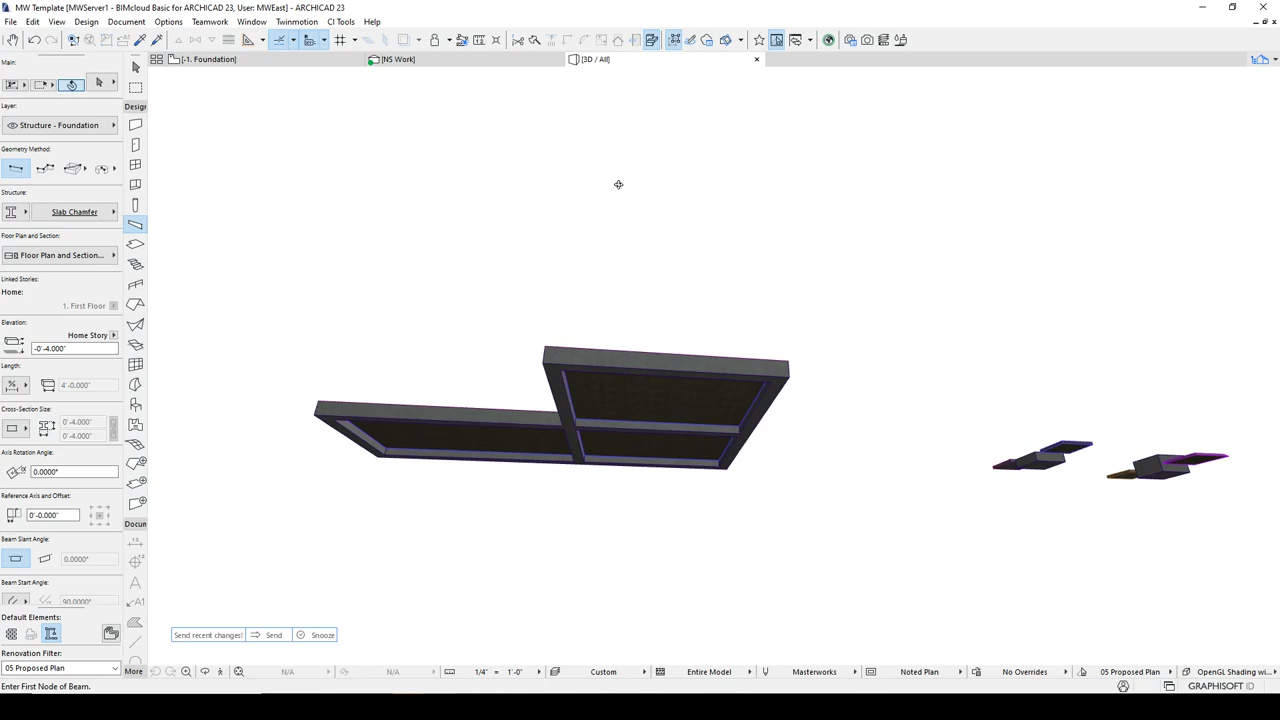 MW Template [MWServer1 - BIMcloud Basic for ARCHICAD 23, User: MWEast] - ARCHICAD 23
File Edit View Design Document Options Teamwork Window Twinmotion CI Tools Help
[-1. Foundation] [NS Work] [3D / All]
Main:
Layer:
Structure - Foundation
Geometry Method:
Structure:
Slab Chamfer
Floor Plan and Section:
Floor Plan and Section...
Linked Stories:
Home:
1. First Floor
Elevation:
Home Story
-0'-4.000"
Length:
4'-0.000"
Cross-Section Size:
0'-4.000"
0'-4.000"
Axis Rotation Angle:
0.0000°
Reference Axis and Offset:
0'-0.000"
Beam Slant Angle:
0.0000°
Beam Start Angle:
90.0000°
Default Elements:
Renovation Filter:
05 Proposed Plan
Enter First Node of Beam.
Desig
Docun
More
Send recent changes! Send Snooze
N/A N/A 1/4" = 1'-0" Custom Entire Model Masterworks Noted Plan No Overrides 05 Proposed Plan OpenGL Shading wi...
GRAPHISOFT ID